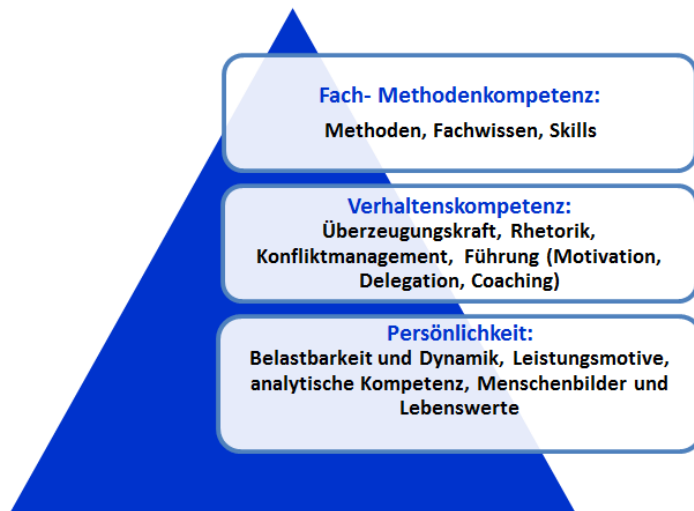 Fach- Methodenkompetenz:
Methoden, Fachwissen, Skills
Verhaltenskompetenz:
Überzeugungskraft, Rhetorik,
Konfliktmanagement, Führung (Motivation,
Delegation, Coaching)
Persönlichkeit:
Belastbarkeit und Dynamik, Leistungsmotive,
analytische Kompetenz, Menschenbilder und
Lebenswerte